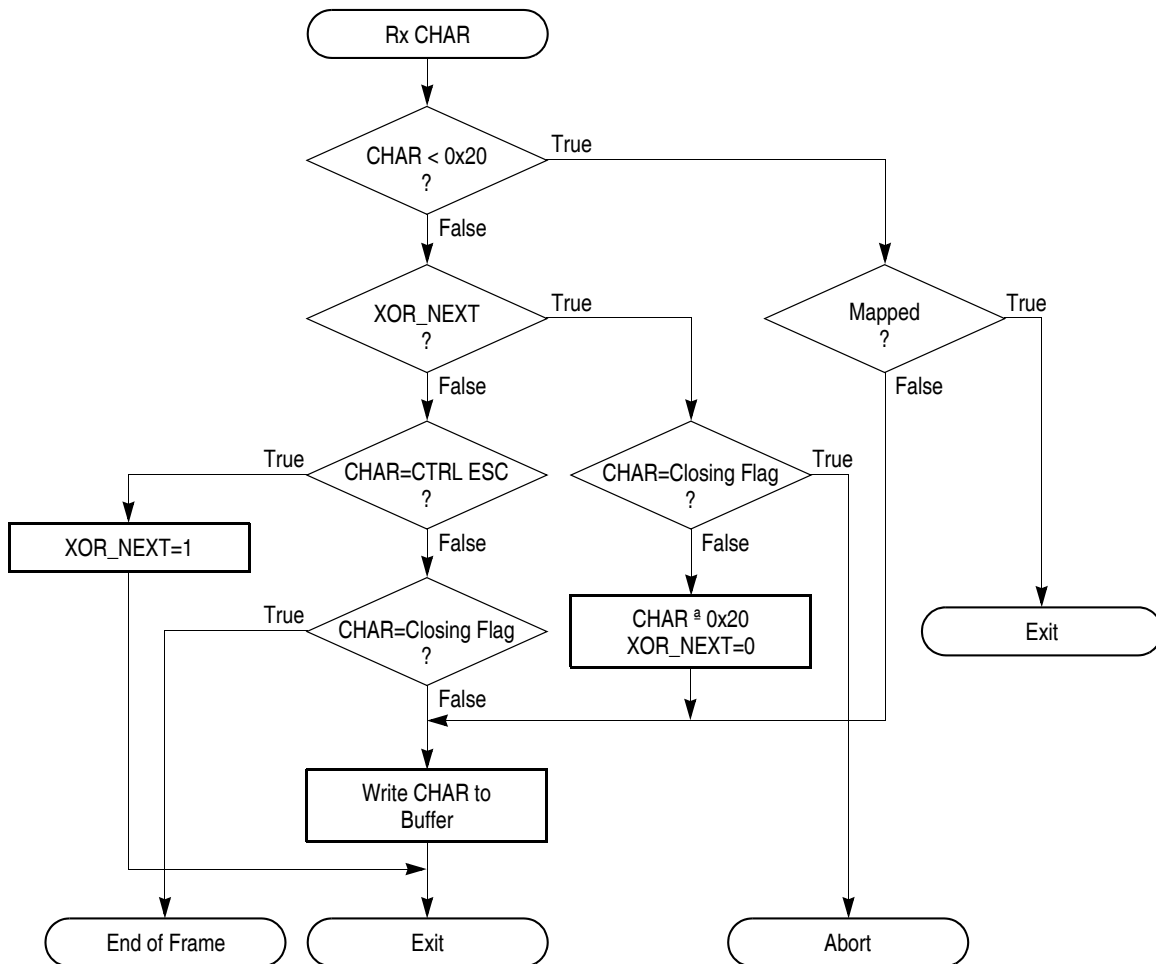 Rx CHAR
CHAR < 0x20
?
True
False
XOR_NEXT
?
True
False
Mapped
?
True
False
CHAR=CTRL ESC
?
True
False
CHAR=Closing Flag
?
True
False
XOR_NEXT=1
CHAR=Closing Flag
?
True
False
CHAR ª 0x20
XOR_NEXT=0
Exit
Write CHAR to
Buffer
End of Frame
Exit
Abort